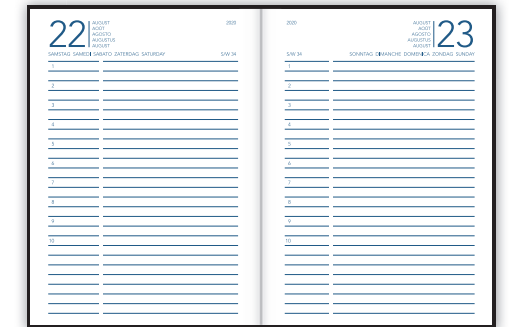 22
AUGUST
AOÛT
AGOSTO
AUGUSTUS
AUGUST
2020
SAMSTAG SAMEDI SABATO ZATERDAG SATURDAY
S/W 34
1
2
3
4
5
6
7
8
9
10
2020
AUGUST
AOÛT
AGOSTO
AUGUSTUS
AUGUST
23
S/W 34
SONNTAG DIMANCHE DOMENICA ZONDAG SUNDAY
1
2
3
4
5
6
7
8
9
10